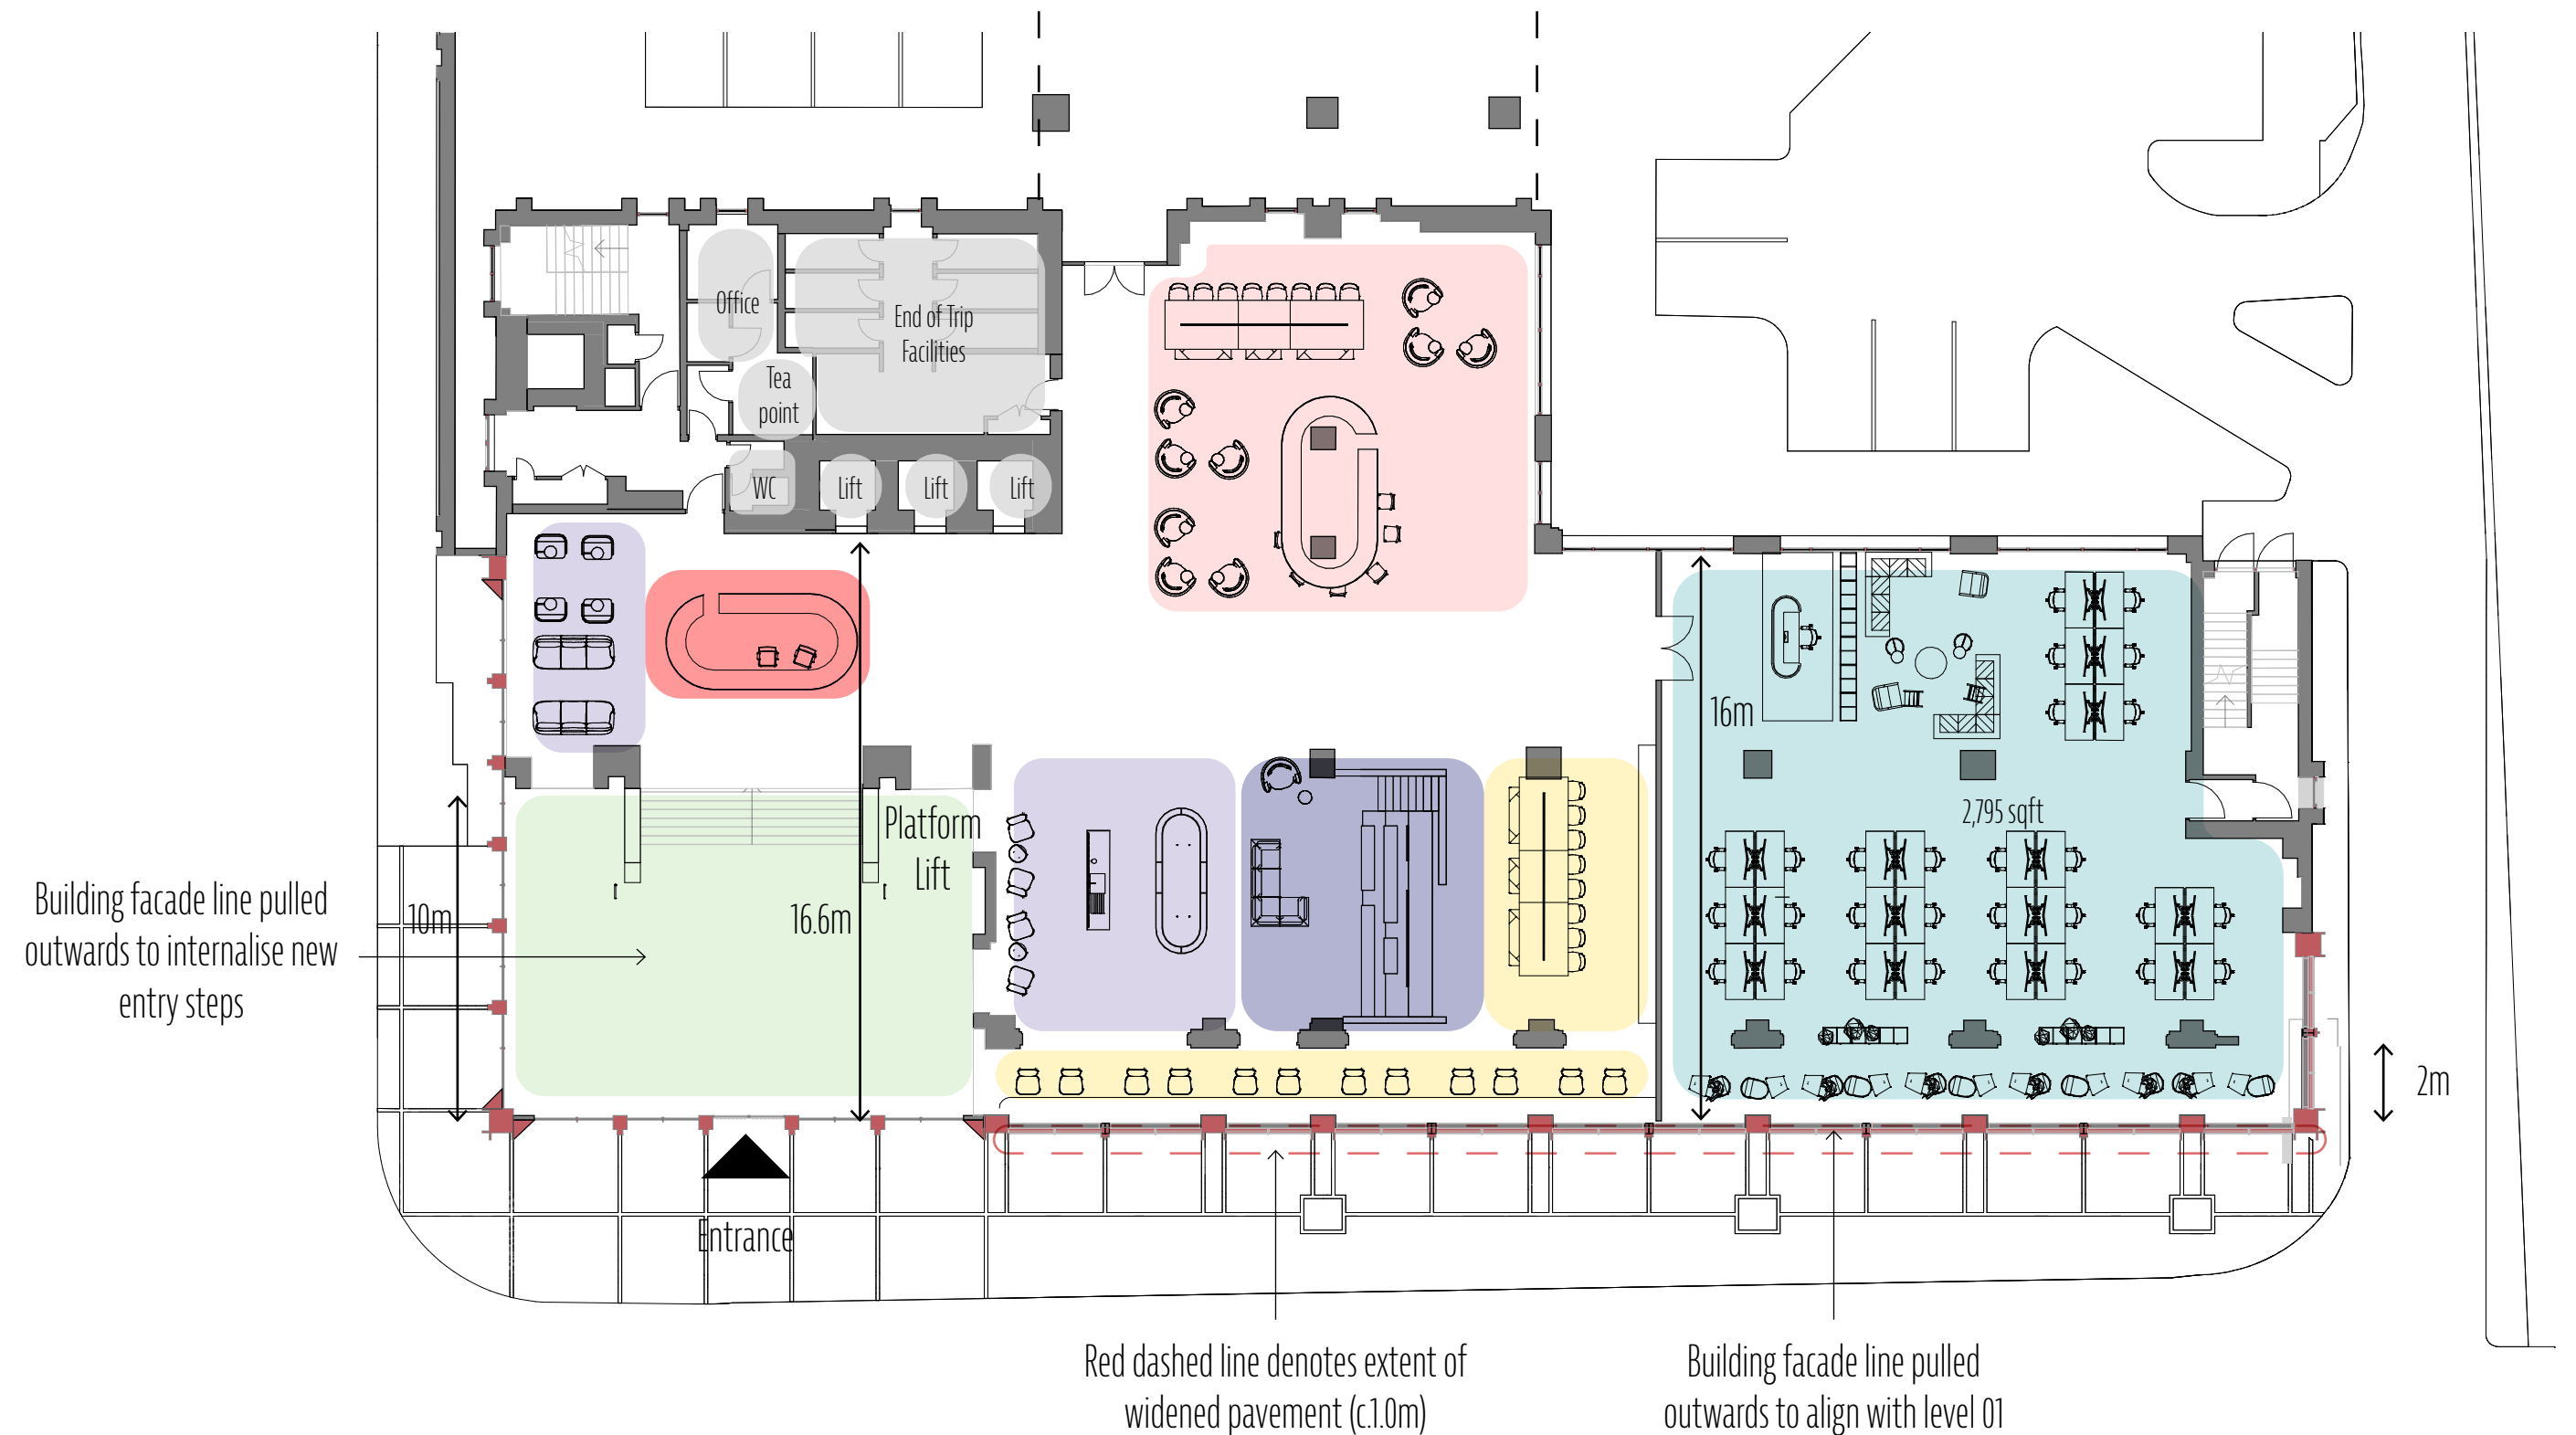 Office
End of Trip
Facilities
Tea
point
WC
Lift
Lift
Lift
16m
2,795 sqft
Platform
Lift
16.6m
10m
Building facade line pulled
outwards to internalise new
entry steps
2m
Entrance
Red dashed line denotes extent of
widened pavement (c.1.0m)
Building facade line pulled
outwards to align with level 01